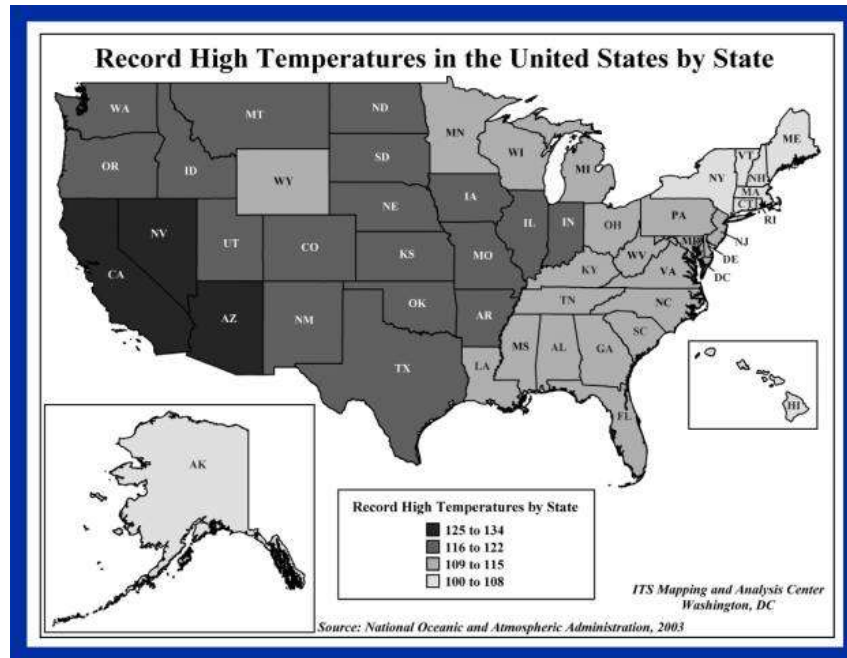 Record High Temperatures in the United States by State
WA
MT
ND
MN
ME
OR
ID
SD
WI
MI
VT
NH
NY
WY
MA
CT
RI
NV
UT
CO
NE
IA
IL
IN
OH
PA
NJ
CA
KS
MO
KY
WV
VA
MD
DE
DC
AZ
NM
OK
AR
TN
NC
SC
TX
LA
MS
AL
GA
FL
HI
AK
Record High Temperatures by State
125 to 134
116 to 122
109 to 115
100 to 108
ITS Mapping and Analysis Center
Washington, DC
Source: National Oceanic and Atmospheric Administration, 2003